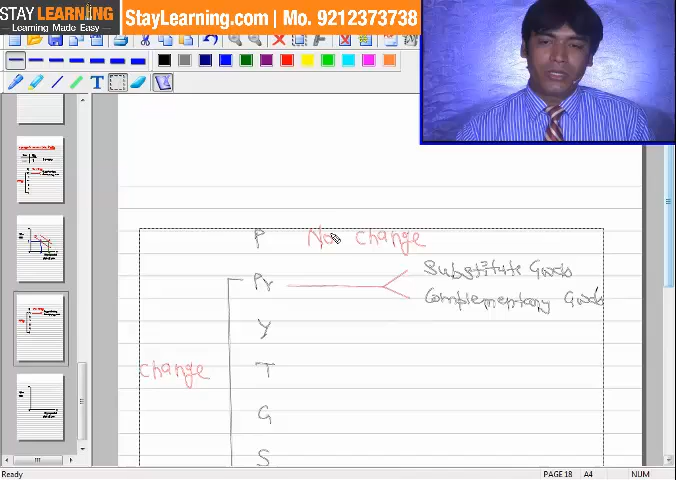 STAY LEARNING
Learning Made Easy
StayLearning.com | Mo. 9212373738
T
P No change
Pr Substitute Goods
Complementary Goods
Y
change T
G
S
Ready PAGE 18 A4 NUM